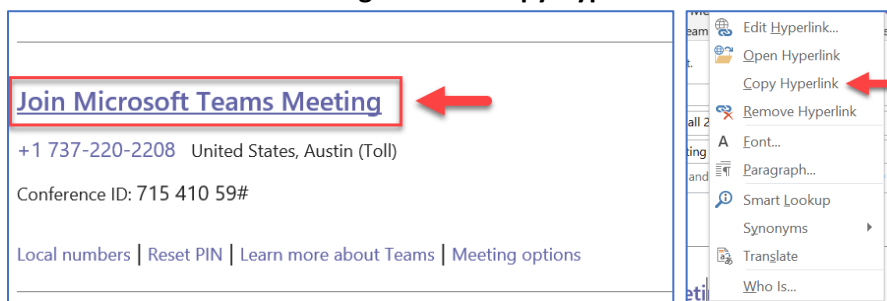 Join Microsoft Teams Meeting
+1 737-220-2208 United States, Austin (Toll)
Conference ID: 715 410 59#
Local numbers | Reset PIN | Learn more about Teams | Meeting options
Edit Hyperlink...
Open Hyperlink
Copy Hyperlink
Remove Hyperlink
Font...
Paragraph...
Smart Lookup
Synonyms
Translate
Who Is...